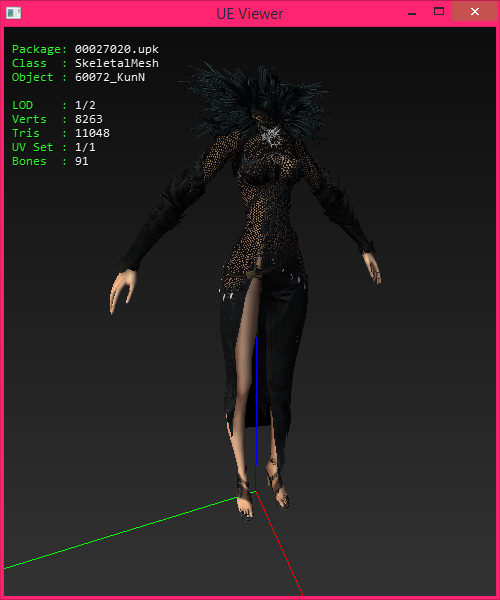 UE Viewer
Package: 00027020.upk
Class : SkeletalMesh
Object : 60072_KunN
LOD : 1/2
Verts : 8263
Tris : 11048
UV Set : 1/1
Bones : 91